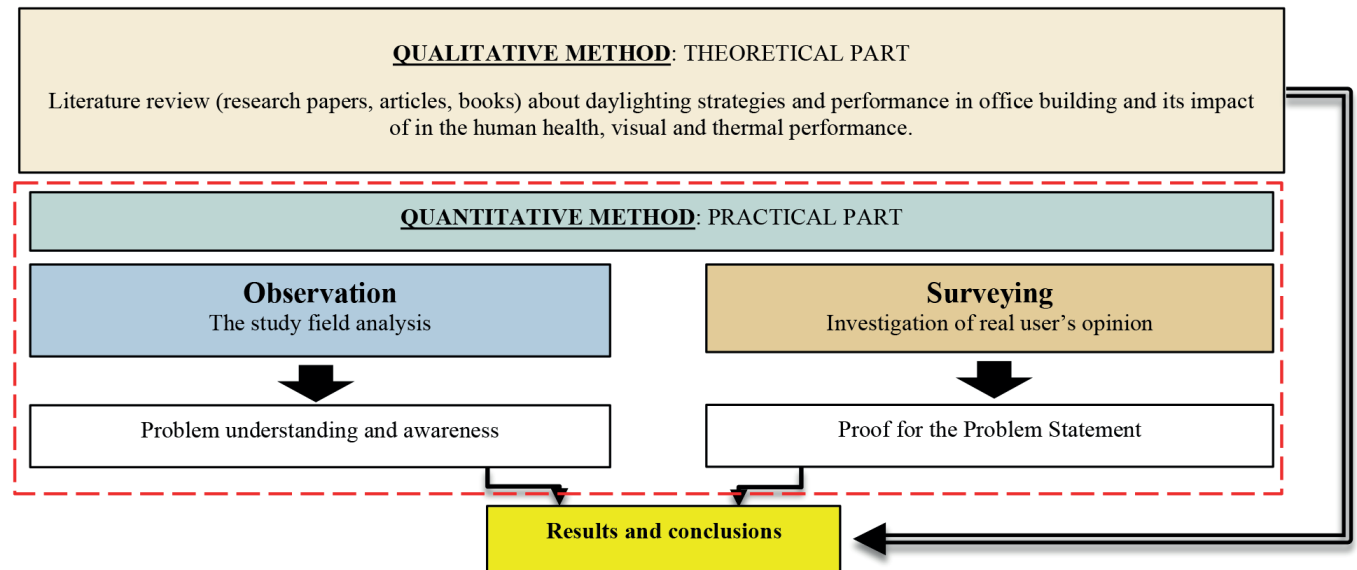 QUALITATIVE METHOD: THEORETICAL PART
Literature review (research papers, articles, books) about daylighting strategies and performance in office building and its impact
of in the human health, visual and thermal performance.
QUANTITATIVE METHOD: PRACTICAL PART
Observation
The study field analysis
Surveying
Investigation of real user’s opinion
Problem understanding and awareness
Proof for the Problem Statement
Results and conclusions